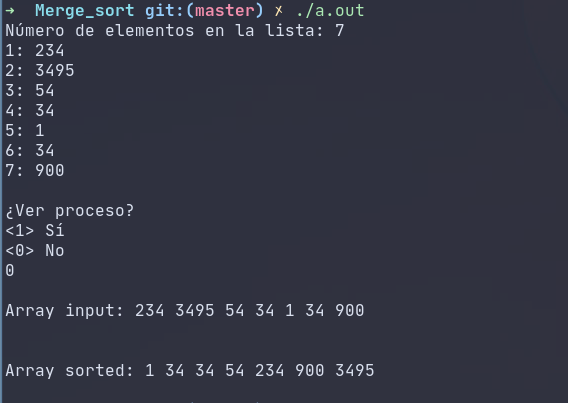 → Merge_sort git:(master) ✗ ./a.out
Número de elementos en la lista: 7
1: 234
2: 3495
3: 54
4: 34
5: 1
6: 34
7: 900
¿Ver proceso?
<1> Sí
<0> No
0
Array input: 234 3495 54 34 1 34 900
Array sorted: 1 34 34 54 234 900 3495